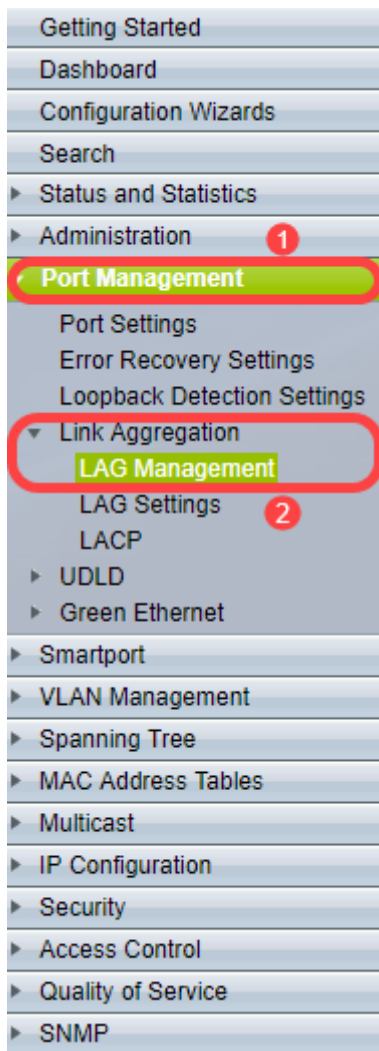 Getting Started
Dashboard
Configuration Wizards
Search
Status and Statistics
Administration
1
Port Management
Port Settings
Error Recovery Settings
Loopback Detection Settings
Link Aggregation
LAG Management
LAG Settings
2
LACP
UDLD
Green Ethernet
Smartport
VLAN Management
Spanning Tree
MAC Address Tables
Multicast
IP Configuration
Security
Access Control
Quality of Service
SNMP